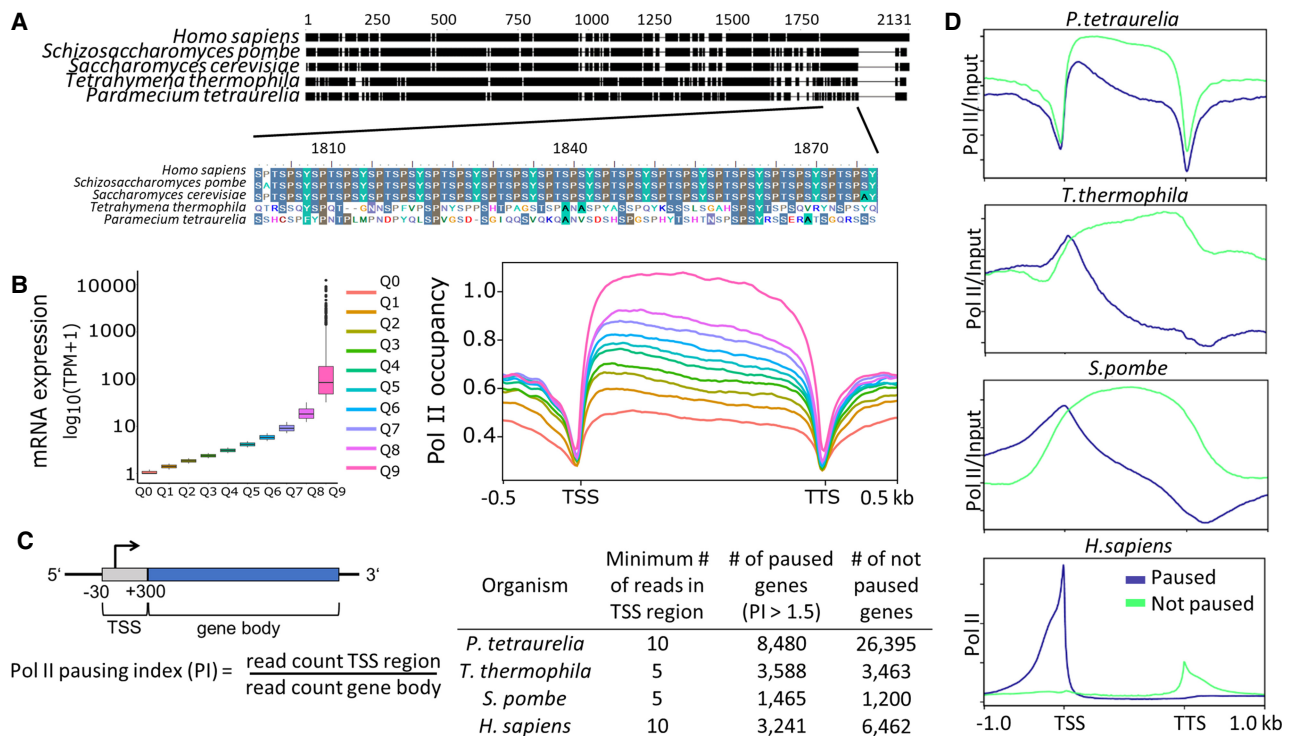 A
1 250 500 750 1000 1250 1500 1750 2131
Homo sapiens
Schizosaccharomyces pombe
Saccharomyces cerevisiae
Tetrahymena thermophila
Paramecium tetraurelia
1810 1840 1870
Homo sapiens
Schizosaccharomyces pombe
Saccharomyces cerevisiae
Tetrahymena thermophila
Paramecium tetraurelia
B
mRNA expression
log10(TPM+1)
10000
1000
100
10
1
Q0 Q1 Q2 Q3 Q4 Q5 Q6 Q7 Q8 Q9
Q0
Q1
Q2
Q3
Q4
Q5
Q6
Q7
Q8
Q9
Pol II occupancy
1.0
0.8
0.6
0.4
-0.5 TSS TTS 0.5 kb
C
5‘ 3‘
-30 +300
TSS gene body
Pol II pausing index (PI) = read count TSS region
read count gene body
Organism Minimum # of reads in TSS region # of paused genes (PI > 1.5) # of not paused genes
P. tetraurelia 10 8,480 26,395
T. thermophila 5 3,588 3,463
S. pombe 5 1,465 1,200
H. sapiens 10 3,241 6,462
D
P.tetraurelia
Pol II/Input
T.thermophila
Pol II/Input
S.pombe
Pol II/Input
H.sapiens
Pol II
Paused
Not paused
-1.0 TSS TTS 1.0 kb